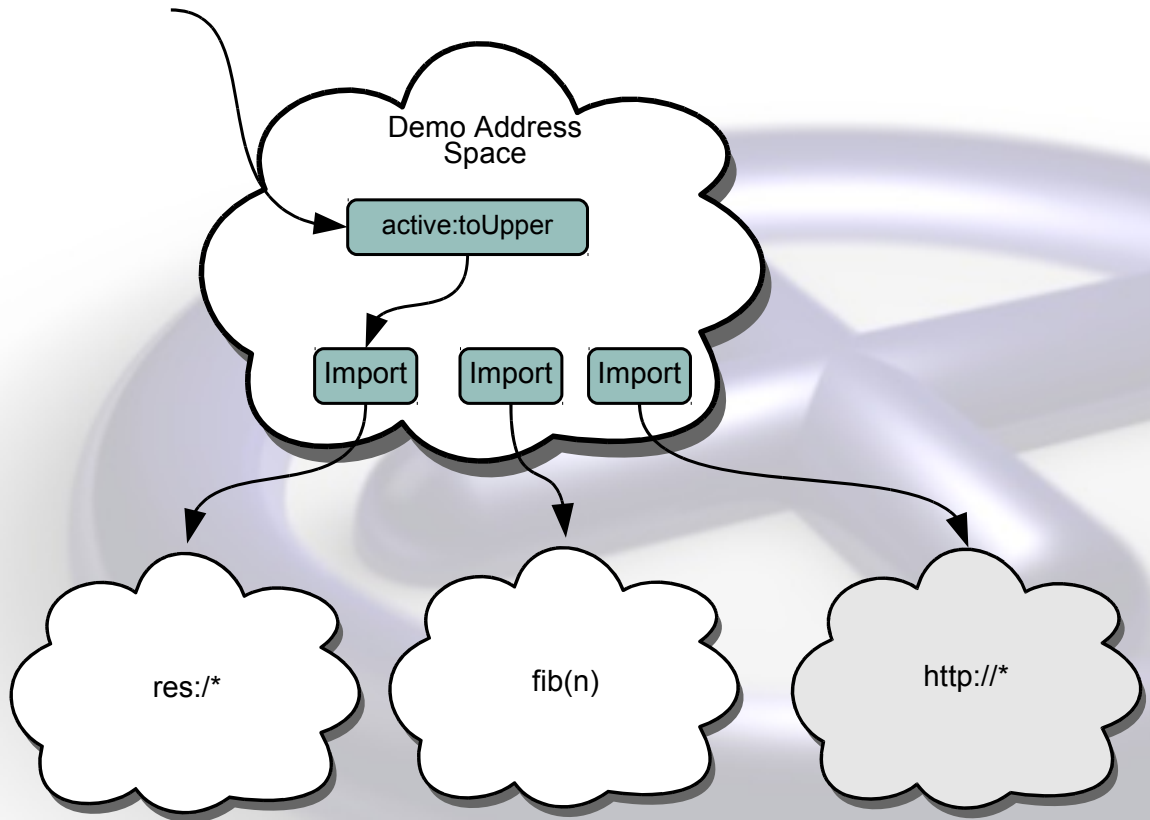 Demo Address
Space
active:toUpper
Import
Import
Import
res:/*
fib(n)
http://*